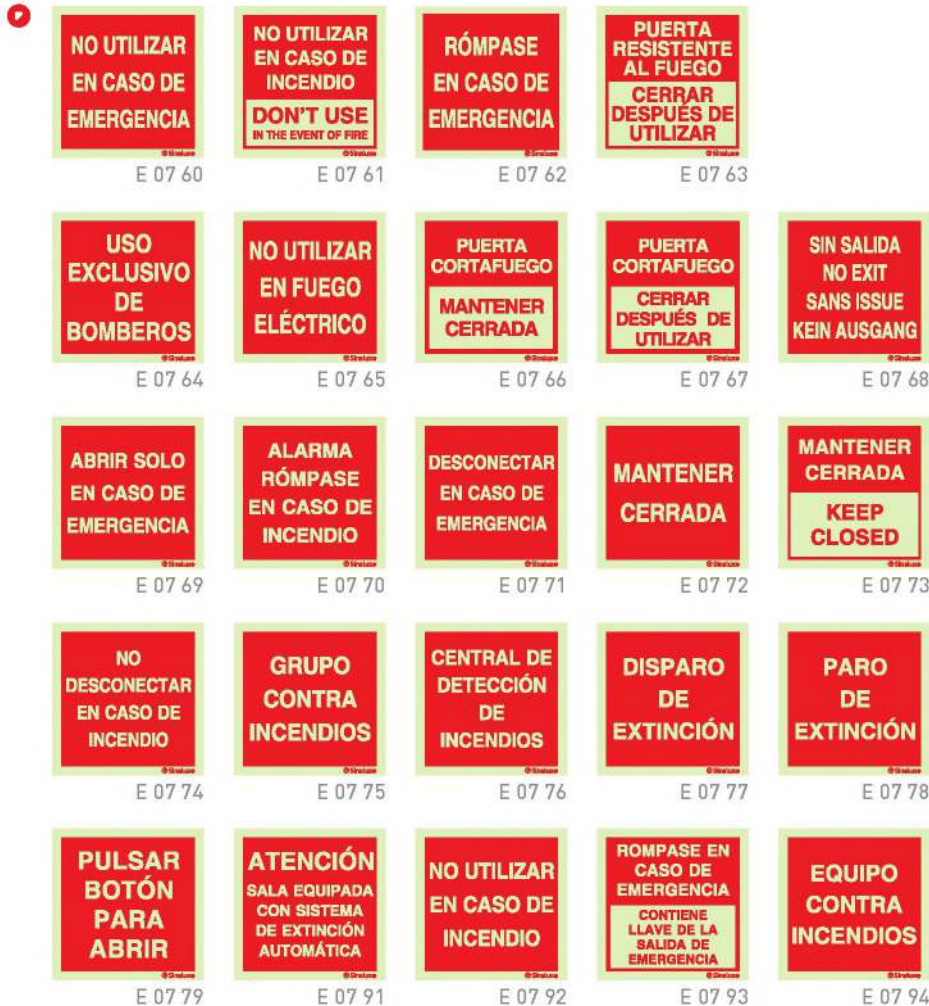 NO UTILIZAR
EN CASO DE
EMERGENCIA
E 07 60
NO UTILIZAR
EN CASO DE
INCENDIO
DON'T USE
IN THE EVENT OF FIRE
E 07 61
RÓMPASE
EN CASO DE
EMERGENCIA
E 07 62
PUERTA
RESISTENTE
AL FUEGO
CERRAR
DESPUÉS DE
UTILIZAR
E 07 63
USO
EXCLUSIVO
DE
BOMBEROS
E 07 64
NO UTILIZAR
EN FUEGO
ELÉCTRICO
E 07 65
PUERTA
CORTAFUEGO
MANTENER
CERRADA
E 07 66
PUERTA
CORTAFUEGO
CERRAR
DESPUÉS DE
UTILIZAR
E 07 67
SIN SALIDA
NO EXIT
SANS ISSUE
KEIN AUSGANG
E 07 68
ABRIR SOLO
EN CASO DE
EMERGENCIA
E 07 69
ALARMA
RÓMPASE
EN CASO DE
INCENDIO
E 07 70
DESCONECTAR
EN CASO DE
EMERGENCIA
E 07 71
MANTENER
CERRADA
E 07 72
MANTENER
CERRADA
KEEP
CLOSED
E 07 73
NO
DESCONECTAR
EN CASO DE
INCENDIO
E 07 74
GRUPO
CONTRA
INCENDIOS
E 07 75
CENTRAL DE
DETECCIÓN
DE
INCENDIOS
E 07 76
DISPARO
DE
EXTINCIÓN
E 07 77
PARO
DE
EXTINCIÓN
E 07 78
PULSAR
BOTÓN
PARA
ABRIR
E 07 79
ATENCIÓN
SALA EQUIPADA
CON SISTEMA
DE EXTINCIÓN
AUTOMÁTICA
E 07 91
NO UTILIZAR
EN CASO DE
INCENDIO
E 07 92
ROMPASE EN
CASO DE
EMERGENCIA
CONTIENE
LLAVE DE LA
SALIDA DE
EMERGENCIA
E 07 93
EQUIPO
CONTRA
INCENDIOS
E 07 94